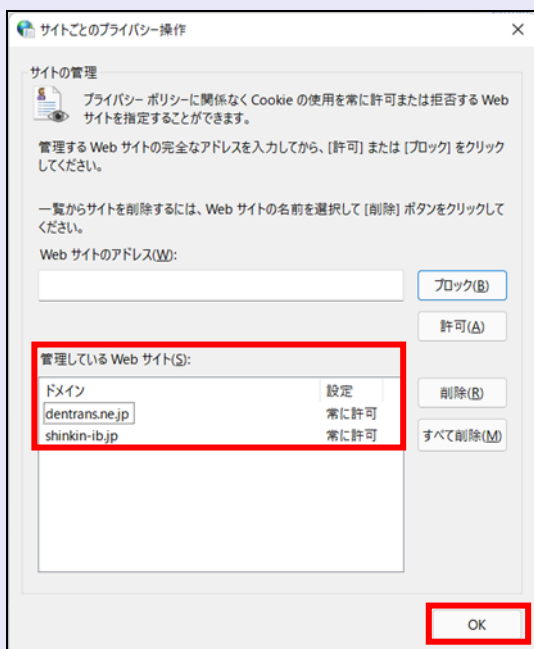 サイトごとのプライバシー操作
サイトの管理
プライバシー ポリシーに関係なく Cookie の使用を常に許可または拒否する Web
サイトを指定することができます。
管理する Web サイトの完全なアドレスを入力してから、[許可] または [ブロック] をクリック
してください。
一覧からサイトを削除するには、Web サイトの名前を選択して [削除] ボタンをクリックして
ください。
Web サイトのアドレス(W):
ブロック(B)
許可(A)
管理している Web サイト(S):
ドメイン 設定
dentrans.ne.jp 常に許可
shinkin-ib.jp 常に許可
削除(R)
すべて削除(M)
OK